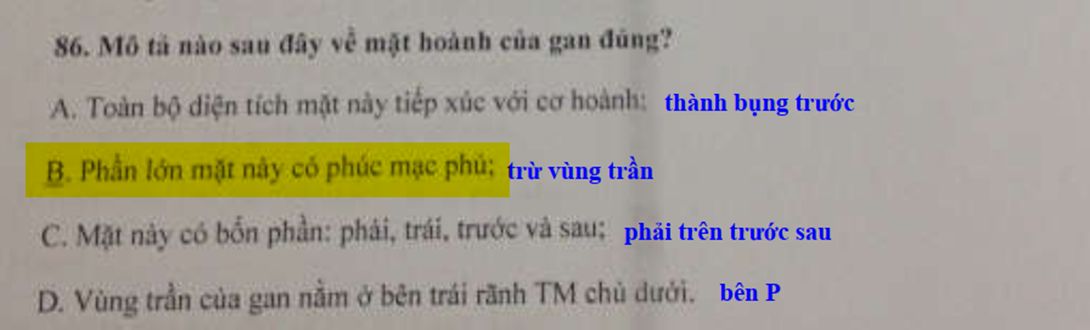 86. Mô tả nào sau đây về mặt hoành của gan đúng?
A. Toàn bộ diện tích mặt này tiếp xúc với cơ hoành; thành bụng trước
B. Phần lớn mặt này có phúc mạc phủ; trừ vùng trần
C. Mặt này có bốn phần: phải, trái, trước và sau; phải trên trước sau
D. Vùng trần của gan nằm ở bên trái rãnh TM chủ dưới. bên P